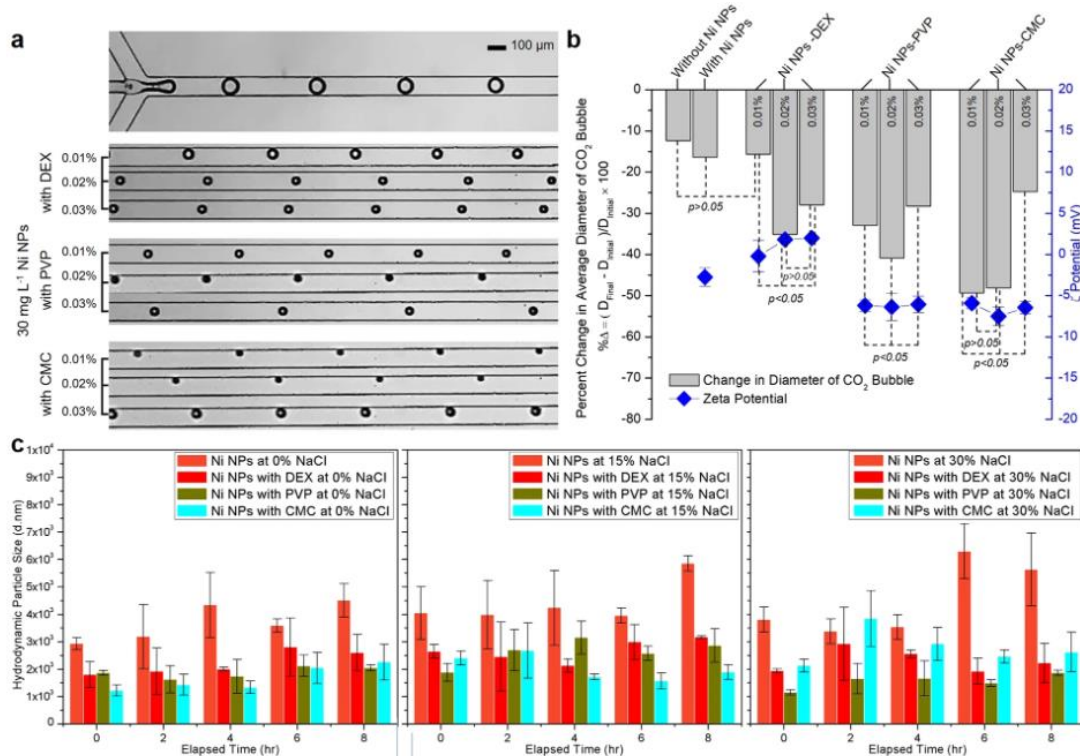 a
100 µm
30 mg L⁻¹ Ni NPs
with DEX
0.01%
0.02%
0.03%
with PVP
0.01%
0.02%
0.03%
with CMC
0.01%
0.02%
0.03%
b
Without Ni NPs
With Ni NPs
Ni NPs -DEX
Ni NPs-PVP
Ni NPs-CMC
Percent Change in Average Diameter of CO₂ Bubble
%Δ = ( D Final - D Initial )/D Initial × 100
0
-10
-20
-30
-40
-50
-60
-70
-80
0.01%
0.02%
0.03%
0.01%
0.02%
0.03%
0.01%
0.02%
0.03%
p>0.05
p>0.05
p<0.05
p<0.05
p>0.05
p<0.05
Change in Diameter of CO₂ Bubble
Zeta Potential
20
15
10
5
0
-5
-10
-15
-20
Potential (mV)
c
Hydrodynamic Particle Size (d.nm)
1x10⁴
9x10³
8x10³
7x10³
6x10³
5x10³
4x10³
3x10³
2x10³
1x10³
0
Ni NPs at 0% NaCl
Ni NPs with DEX at 0% NaCl
Ni NPs with PVP at 0% NaCl
Ni NPs with CMC at 0% NaCl
0 2 4 6 8
Elapsed Time (hr)
Ni NPs at 15% NaCl
Ni NPs with DEX at 15% NaCl
Ni NPs with PVP at 15% NaCl
Ni NPs with CMC at 15% NaCl
0 2 4 6 8
Elapsed Time (hr)
Ni NPs at 30% NaCl
Ni NPs with DEX at 30% NaCl
Ni NPs with PVP at 30% NaCl
Ni NPs with CMC at 30% NaCl
0 2 4 6 8
Elapsed Time (hr)